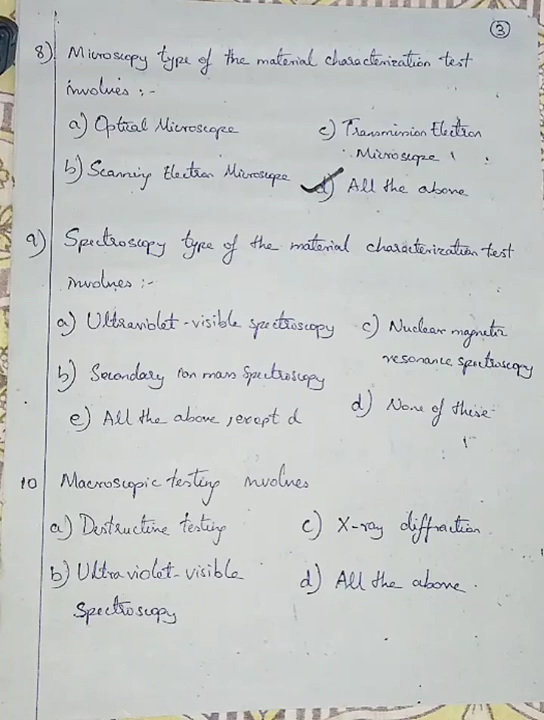 3
8) Microscopy type of the material characterization test
involves :-
a) Optical Microscope
c) Transmission Electron
Microscope
b) Scanning Electron Microscope
d) All the above
9) Spectroscopy type of the material characterization test
involves :-
a) Ultraviolet-visible spectroscopy
c) Nuclear magnetic
resonance spectroscopy
b) Secondary ion mass spectroscopy
d) None of these
e) All the above, except d
10 Macroscopic testing involves
a) Destructive testing
c) X-ray diffraction.
b) Ultraviolet-visible
Spectroscopy
d) All the above.